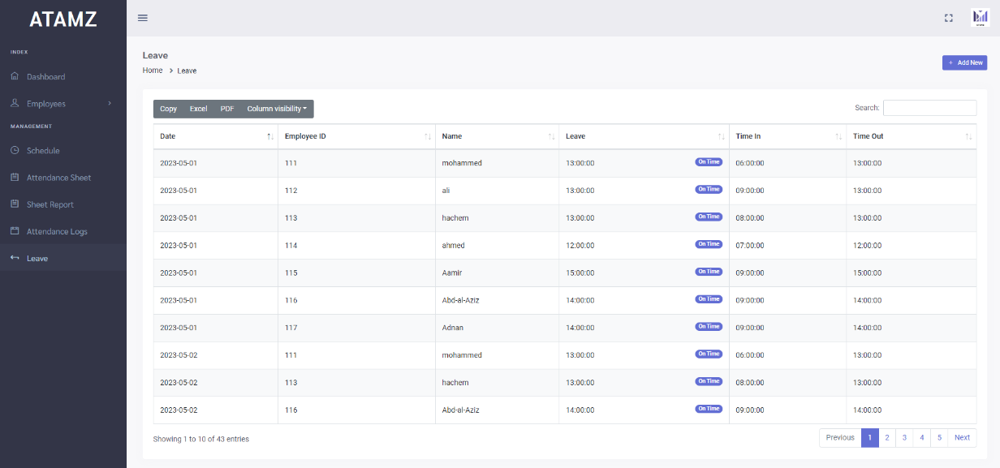 ATAMZ
INDEX
Dashboard
Employees
MANAGEMENT
Schedule
Attendance Sheet
Sheet Report
Attendance Logs
Leave
Leave
Home > Leave
+ Add New
Copy Excel PDF Column visibility
Search:
Date Employee ID Name Leave Time In Time Out
2023-05-01 111 mohammed 13:00:00 On Time 06:00:00 13:00:00
2023-05-01 112 ali 13:00:00 On Time 09:00:00 13:00:00
2023-05-01 113 hachem 13:00:00 On Time 08:00:00 13:00:00
2023-05-01 114 ahmed 12:00:00 On Time 07:00:00 12:00:00
2023-05-01 115 Aamir 15:00:00 On Time 09:00:00 15:00:00
2023-05-01 116 Abd-al-Aziz 14:00:00 On Time 09:00:00 14:00:00
2023-05-01 117 Adnan 14:00:00 On Time 09:00:00 14:00:00
2023-05-02 111 mohammed 13:00:00 On Time 06:00:00 13:00:00
2023-05-02 113 hachem 13:00:00 On Time 08:00:00 13:00:00
2023-05-02 116 Abd-al-Aziz 14:00:00 On Time 09:00:00 14:00:00
Showing 1 to 10 of 43 entries
Previous 1 2 3 4 5 Next